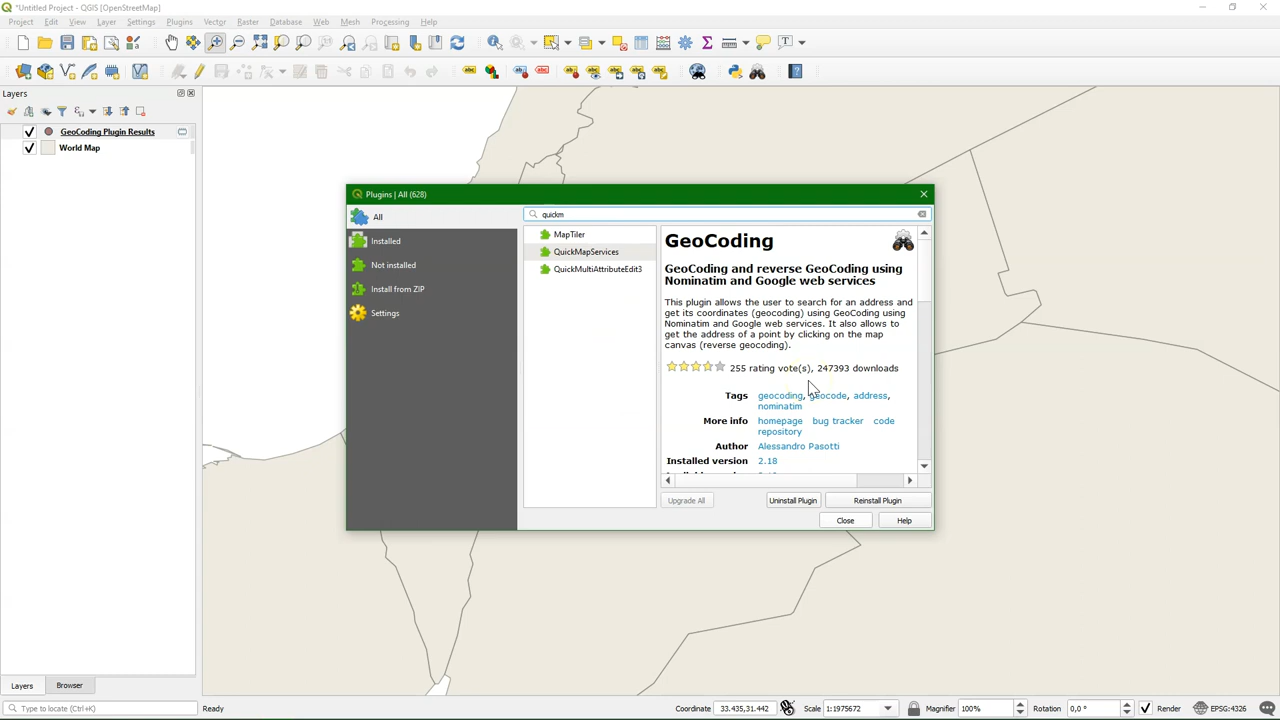 *Untitled Project - QGIS [OpenStreetMap]
Project Edit View Layer Settings Plugins Vector Raster Database Web Mesh Processing Help
Layers
GeoCoding Plugin Results
World Map
Plugins | All (628)
All
Installed
Not installed
Install from ZIP
Settings
quickm
MapTiler
QuickMapServices
QuickMultiAttributeEdit3
GeoCoding
GeoCoding and reverse GeoCoding using
Nominatim and Google web services
This plugin allows the user to search for an address and
get its coordinates (geocoding) using GeoCoding using
Nominatim and Google web services. It also allows to
get the address of a point by clicking on the map
canvas (reverse geocoding).
255 rating vote(s), 247393 downloads
Tags geocoding, geocode, address,
nominatim
More info homepage bug tracker code
repository
Author Alessandro Pasotti
Installed version 2.18
Upgrade All Uninstall Plugin Reinstall Plugin
Close Help
Layers Browser
Type to locate (Ctrl+K) Ready Coordinate 33.435,31.442 Scale 1:1975672 Magnifier 100% Rotation 0,0 ° Render EPSG:4326